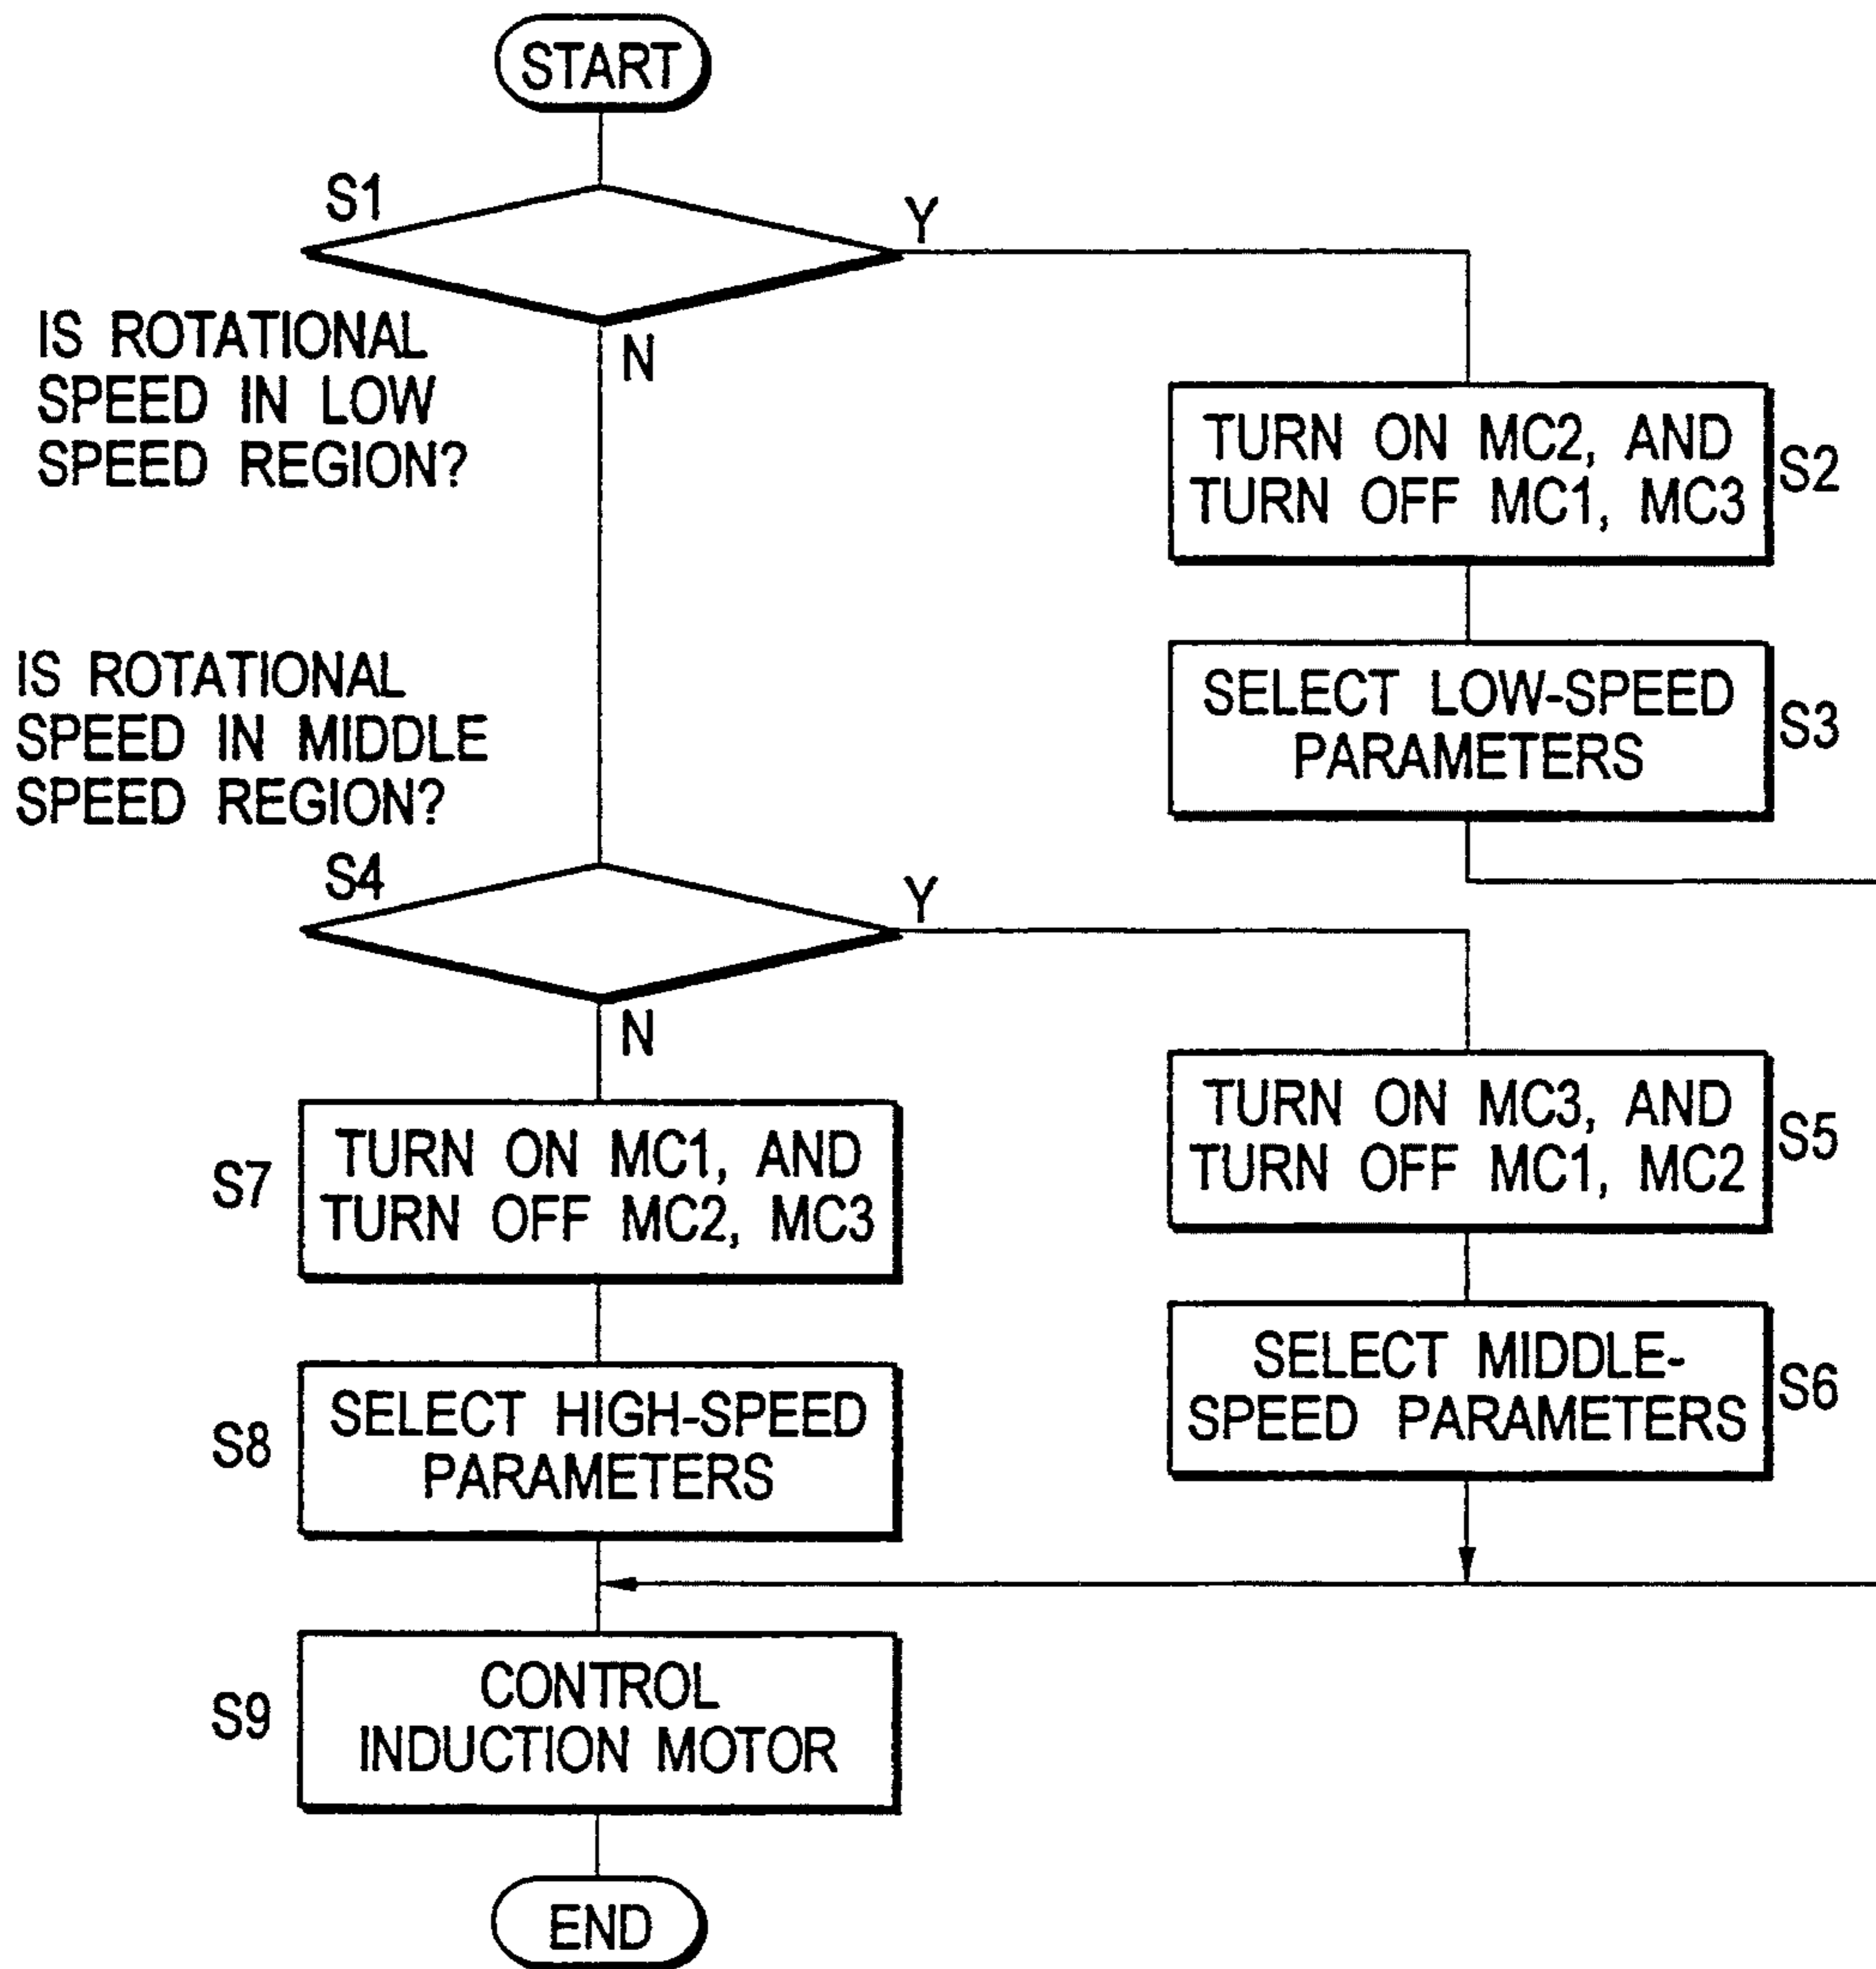 START
S1
Y
IS ROTATIONAL
SPEED IN LOW
SPEED REGION?
N
TURN ON MC2, AND
TURN OFF MC1, MC3
S2
SELECT LOW-SPEED
PARAMETERS
S3
IS ROTATIONAL
SPEED IN MIDDLE
SPEED REGION?
S4
Y
N
TURN ON MC3, AND
TURN OFF MC1, MC2
S5
S7
TURN ON MC1, AND
TURN OFF MC2, MC3
SELECT MIDDLE-
SPEED PARAMETERS
S6
S8
SELECT HIGH-SPEED
PARAMETERS
S9
CONTROL
INDUCTION MOTOR
END